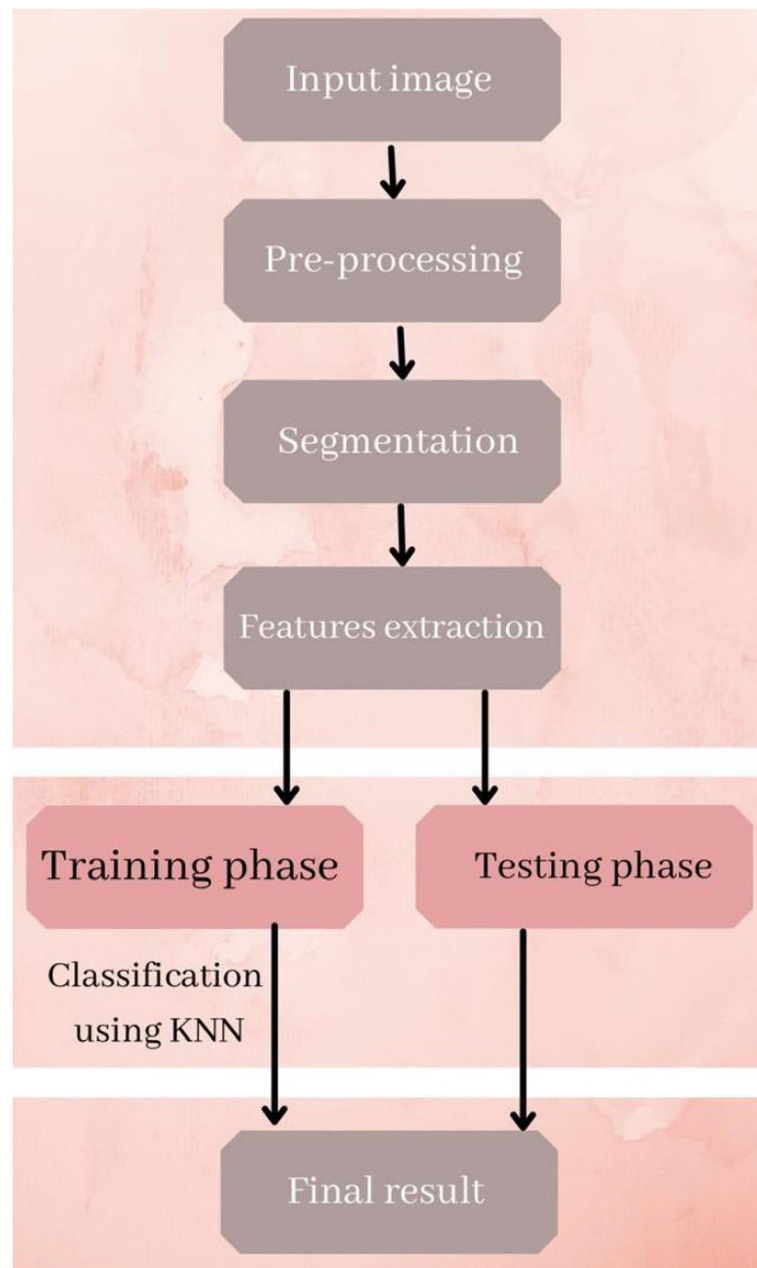 Input image
Pre-processing
Segmentation
Features extraction
Training phase
Testing phase
Classification
using KNN
Final result